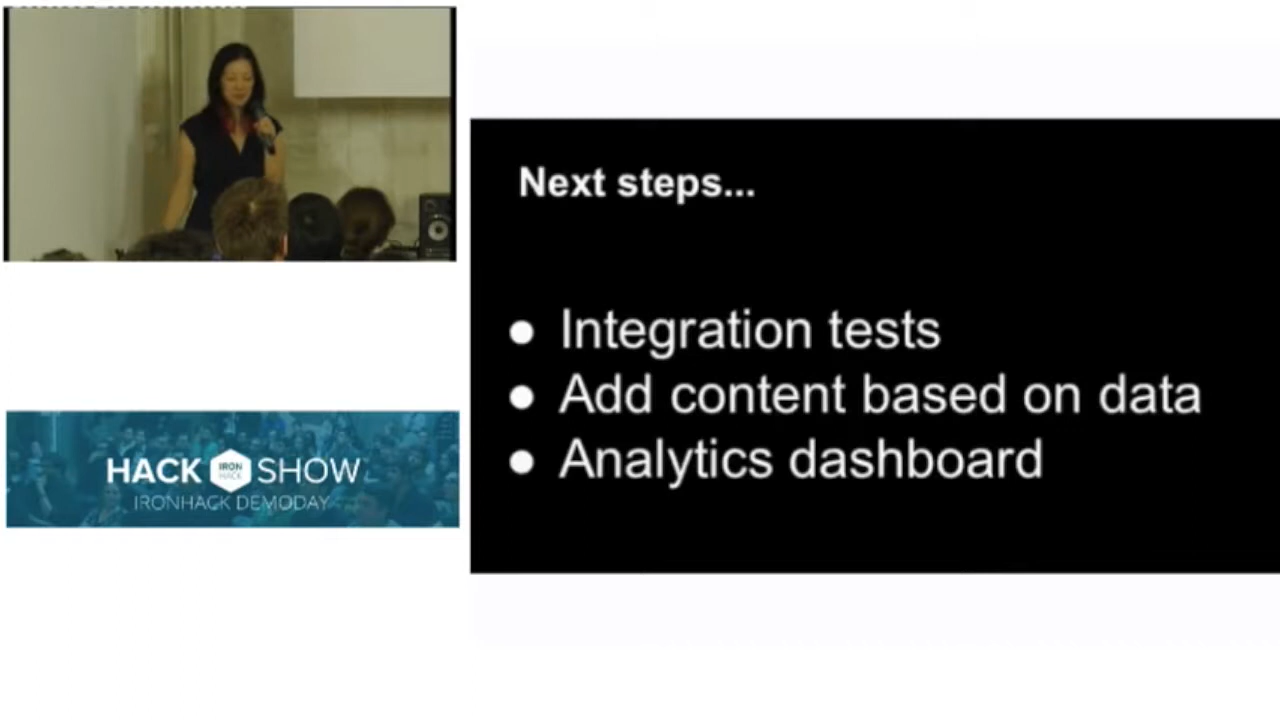 HACK IRON HACK SHOW
IRONHACK DEMODAY
Next steps...
● Integration tests
● Add content based on data
● Analytics dashboard